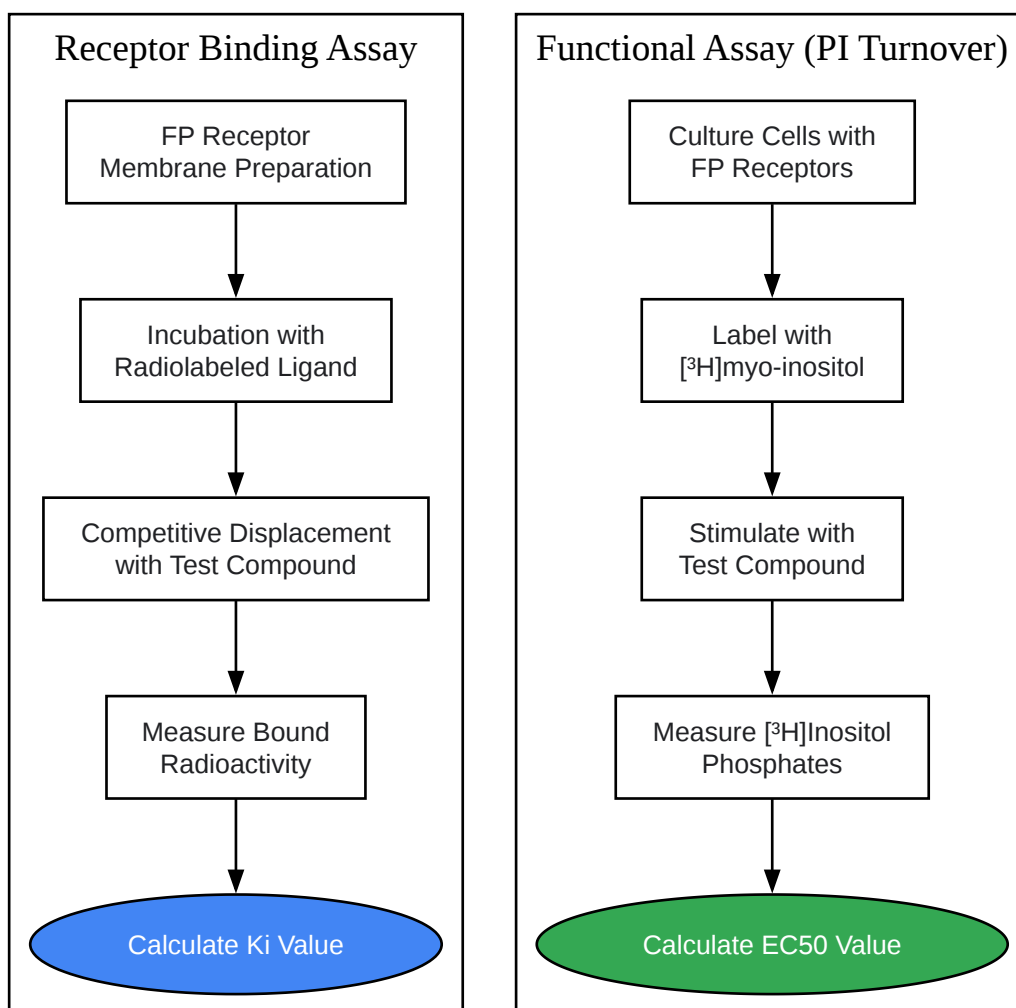 Receptor Binding Assay
FP Receptor
Membrane Preparation
Incubation with
Radiolabeled Ligand
Competitive Displacement
with Test Compound
Measure Bound
Radioactivity
Calculate Ki Value
Functional Assay (PI Turnover)
Culture Cells with
FP Receptors
Label with
[³H]myo-inositol
Stimulate with
Test Compound
Measure [³H]Inositol
Phosphates
Calculate EC50 Value